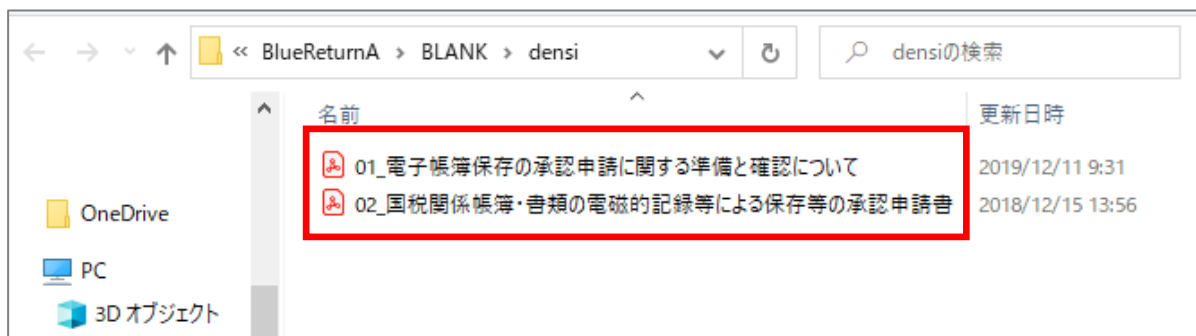 « BlueReturnA > BLANK > densi
densiの検索
名前
更新日時
01_電子帳簿保存の承認申請に関する準備と確認について
2019/12/11 9:31
02_国税関係帳簿・書類の電磁的記録等による保存等の承認申請書
2018/12/15 13:56
OneDrive
PC
3D オブジェクト